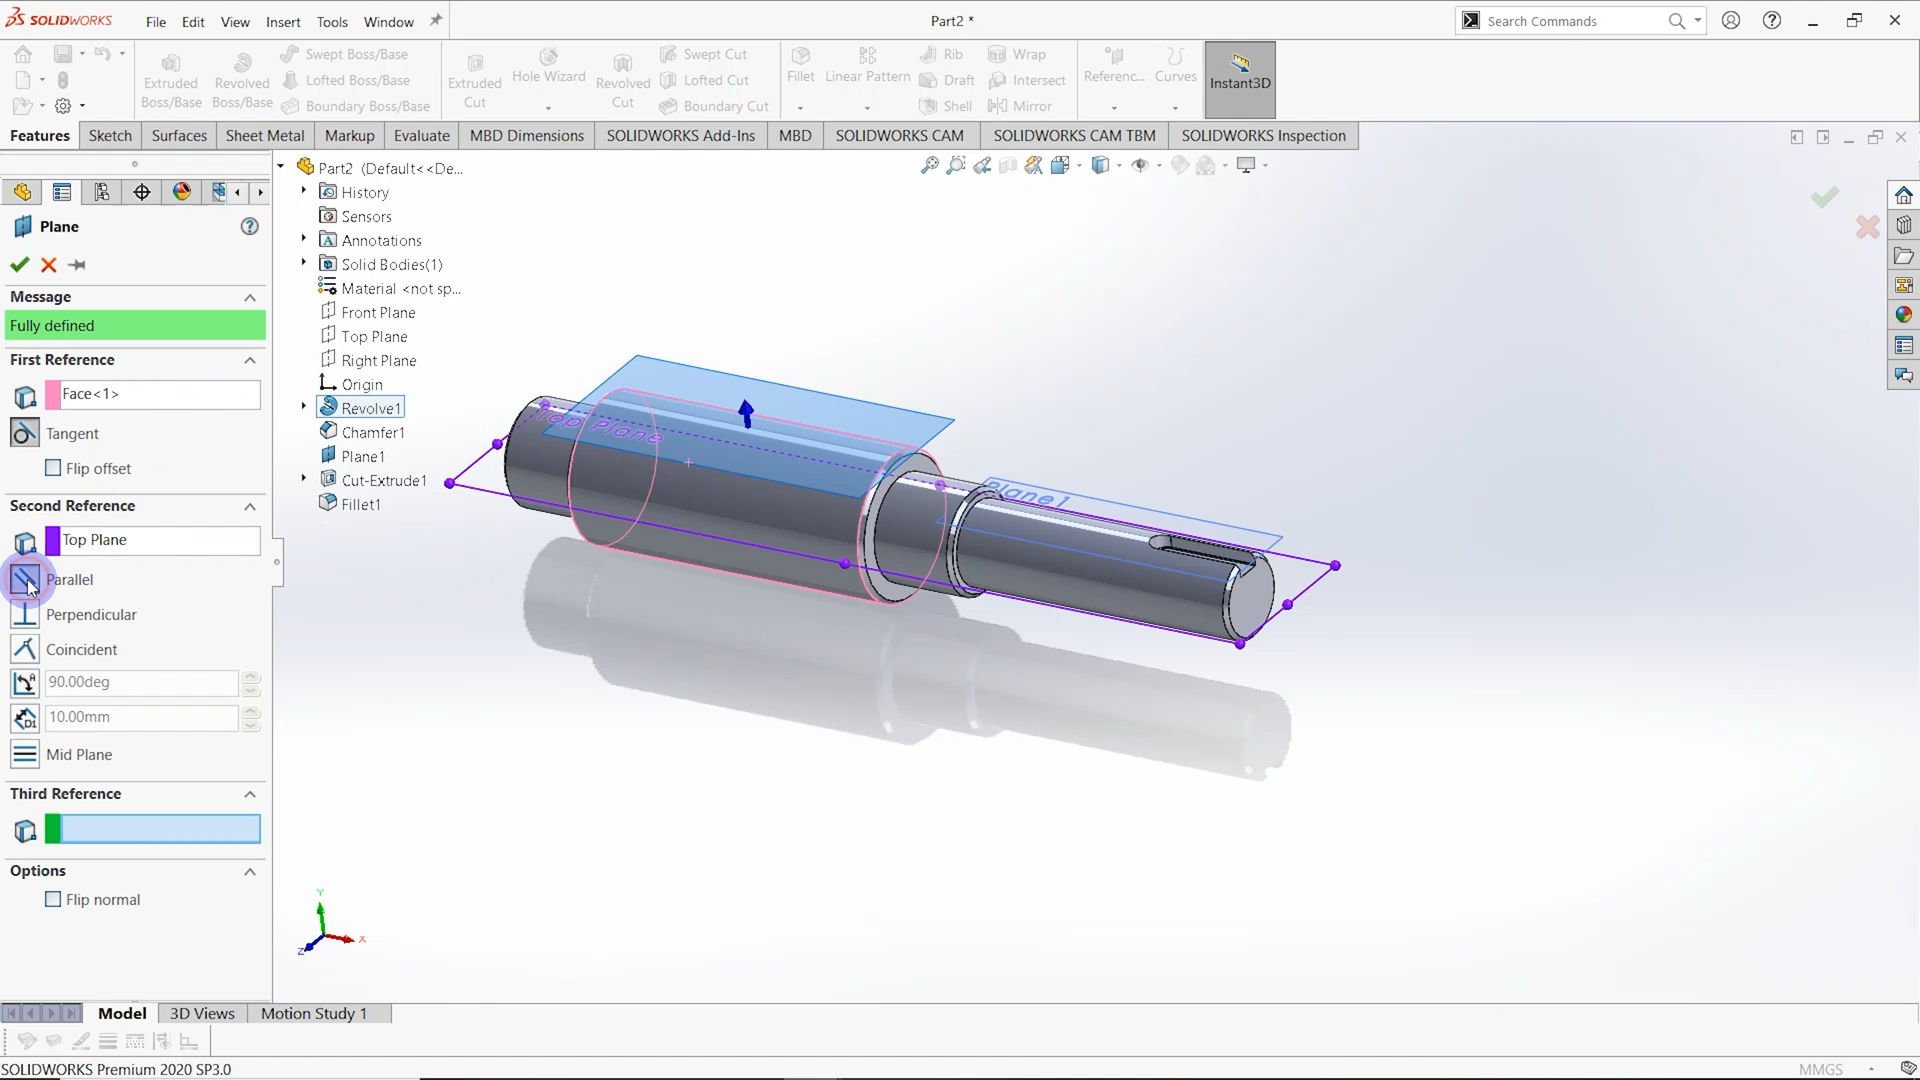 SOLIDWORKS File Edit View Insert Tools Window Part2 * Search Commands
Extruded Boss/Base
Revolved Boss/Base
Swept Boss/Base
Lofted Boss/Base
Boundary Boss/Base
Extruded Cut
Hole Wizard
Revolved Cut
Swept Cut
Lofted Cut
Boundary Cut
Fillet
Linear Pattern
Rib
Draft
Shell
Wrap
Intersect
Mirror
Referenc...
Curves
Instant3D
Features Sketch Surfaces Sheet Metal Markup Evaluate MBD Dimensions SOLIDWORKS Add-Ins MBD SOLIDWORKS CAM SOLIDWORKS CAM TBM SOLIDWORKS Inspection
Plane
Message
Fully defined
First Reference
Face<1>
Tangent
Flip offset
Second Reference
Top Plane
Parallel
Perpendicular
Coincident
90.00deg
10.00mm
Mid Plane
Third Reference
Options
Flip normal
Part2 (Default<<De...
History
Sensors
Annotations
Solid Bodies(1)
Material <not sp...
Front Plane
Top Plane
Right Plane
Origin
Revolve1
Chamfer1
Plane1
Cut-Extrude1
Fillet1
Top Plane
Plane1
Y
X
Z
Model 3D Views Motion Study 1
SOLIDWORKS Premium 2020 SP3.0
MMGS